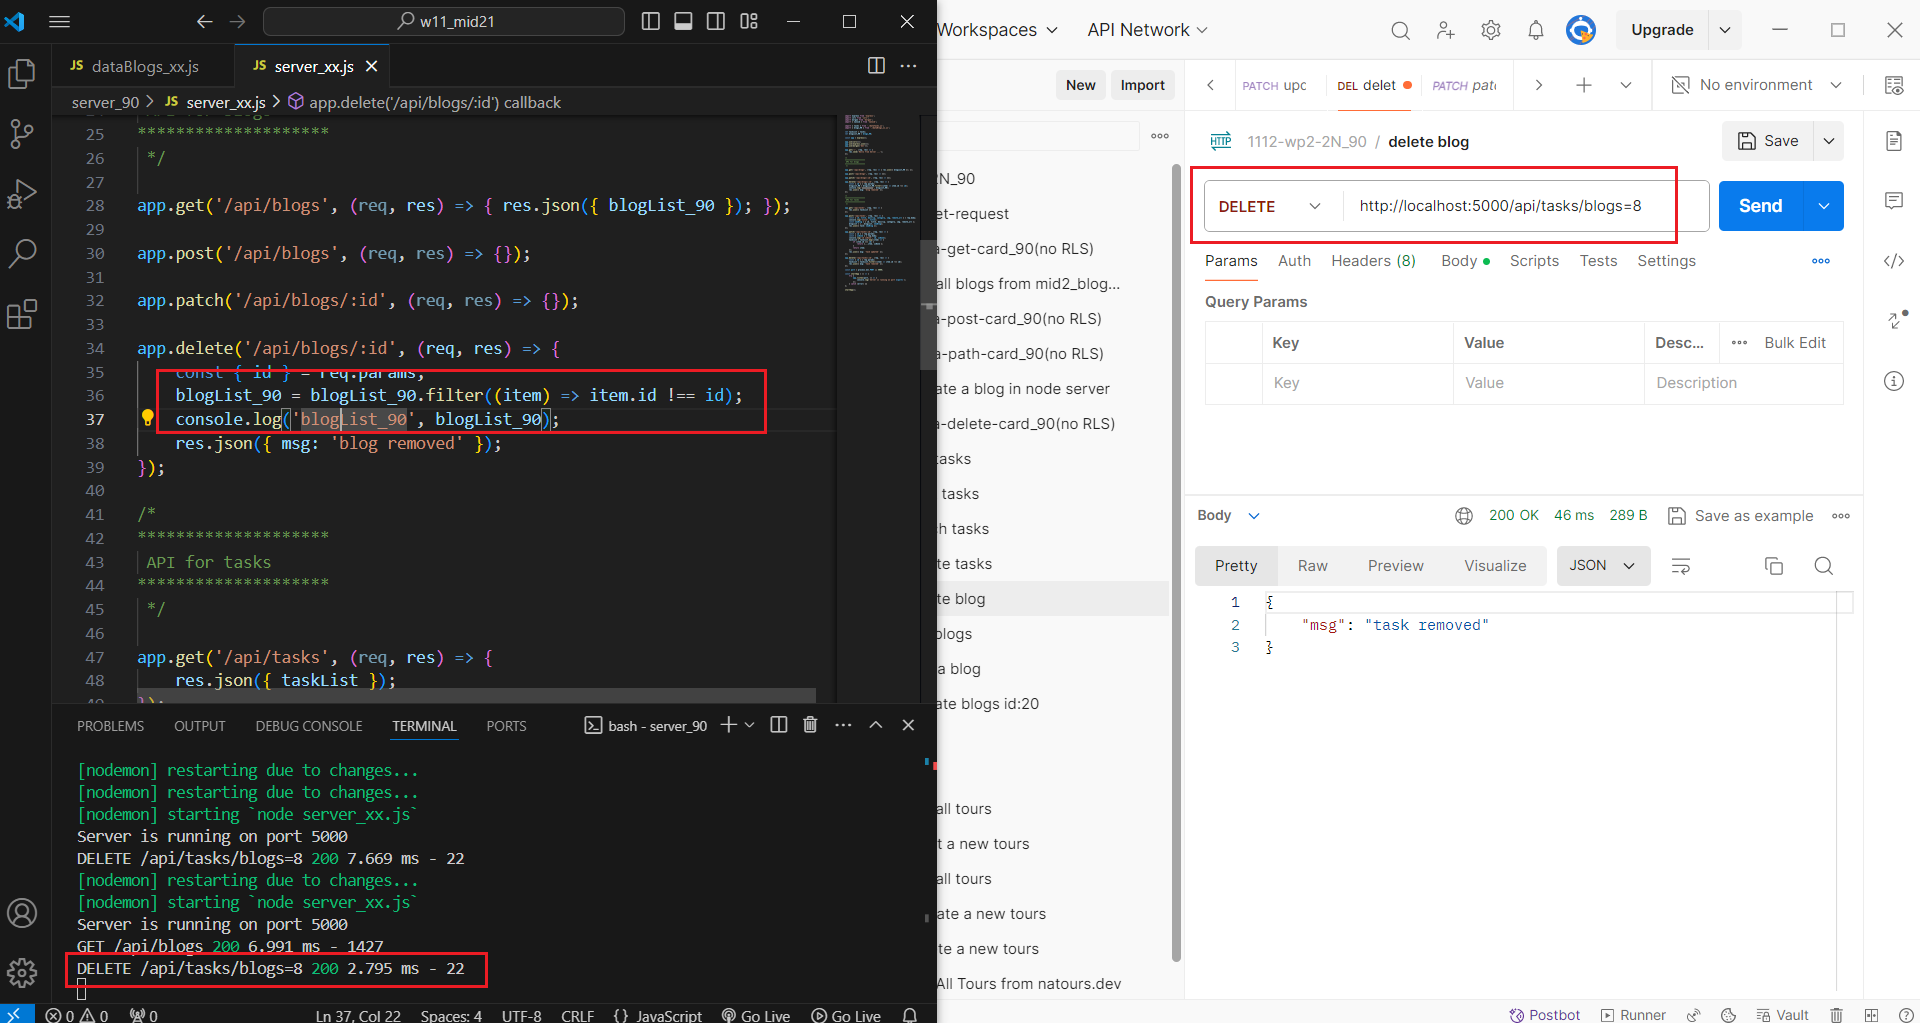 w11_mid21
JS dataBlogs_xx.js
JS server_xx.js
server_90 > JS server_xx.js > app.delete('/api/blogs/:id') callback
25 ********************
26 */
27
28 app.get('/api/blogs', (req, res) => { res.json({ blogList_90 }); });
29
30 app.post('/api/blogs', (req, res) => {});
31
32 app.patch('/api/blogs/:id', (req, res) => {});
33
34 app.delete('/api/blogs/:id', (req, res) => {
35 const { id } = req.params;
36 blogList_90 = blogList_90.filter((item) => item.id !== id);
37 console.log('blogList_90', blogList_90);
38 res.json({ msg: 'blog removed' });
39 });
40
41 /*
42 ********************
43 API for tasks
44 ********************
45 */
46
47 app.get('/api/tasks', (req, res) => {
48 res.json({ taskList });
PROBLEMS OUTPUT DEBUG CONSOLE TERMINAL PORTS bash - server_90
[nodemon] restarting due to changes...
[nodemon] restarting due to changes...
[nodemon] starting `node server_xx.js`
Server is running on port 5000
DELETE /api/tasks/blogs=8 200 7.669 ms - 22
[nodemon] restarting due to changes...
[nodemon] starting `node server_xx.js`
Server is running on port 5000
GET /api/blogs 200 6.991 ms - 1427
DELETE /api/tasks/blogs=8 200 2.795 ms - 22
0 0 0 Ln 37, Col 22 Spaces: 4 UTF-8 CRLF {} JavaScript Go Live Go Live
Workspaces API Network Upgrade
New Import
PATCH upc
DEL delet
PATCH pat
No environment
2N_90
et-request
a-get-card_90(no RLS)
all blogs from mid2_blog...
a-post-card_90(no RLS)
a-path-card_90(no RLS)
ate a blog in node server
a-delete-card_90(no RLS)
tasks
tasks
ch tasks
te tasks
te blog
blogs
a blog
ate blogs id:20
all tours
t a new tours
all tours
ate a new tours
te a new tours
All Tours from natours.dev
HTTP 1112-wp2-2N_90 / delete blog
Save
DELETE http://localhost:5000/api/tasks/blogs=8 Send
Params Auth Headers (8) Body Scripts Tests Settings
Query Params
Key Value Desc... Bulk Edit
Key Value Description
Body 200 OK 46 ms 289 B Save as example
Pretty Raw Preview Visualize JSON
1 {
2 "msg": "task removed"
3 }
Postbot Runner Vault